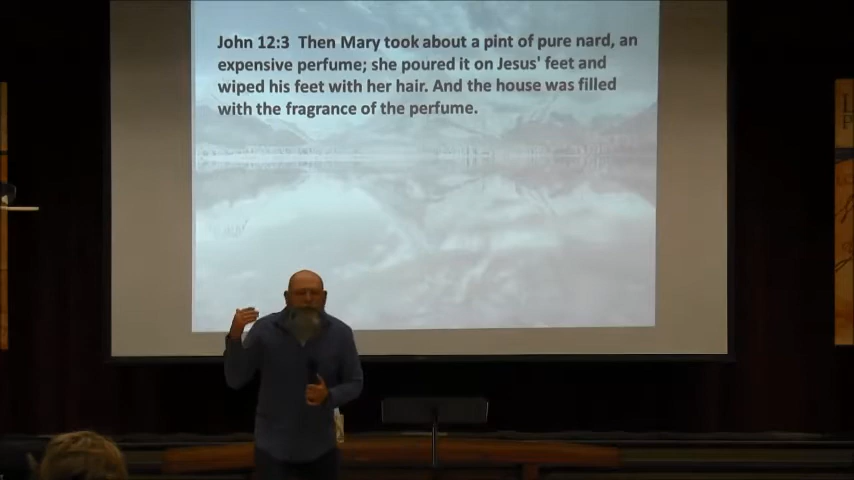 John 12:3 Then Mary took about a pint of pure nard, an
expensive perfume; she poured it on Jesus' feet and
wiped his feet with her hair. And the house was filled
with the fragrance of the perfume.